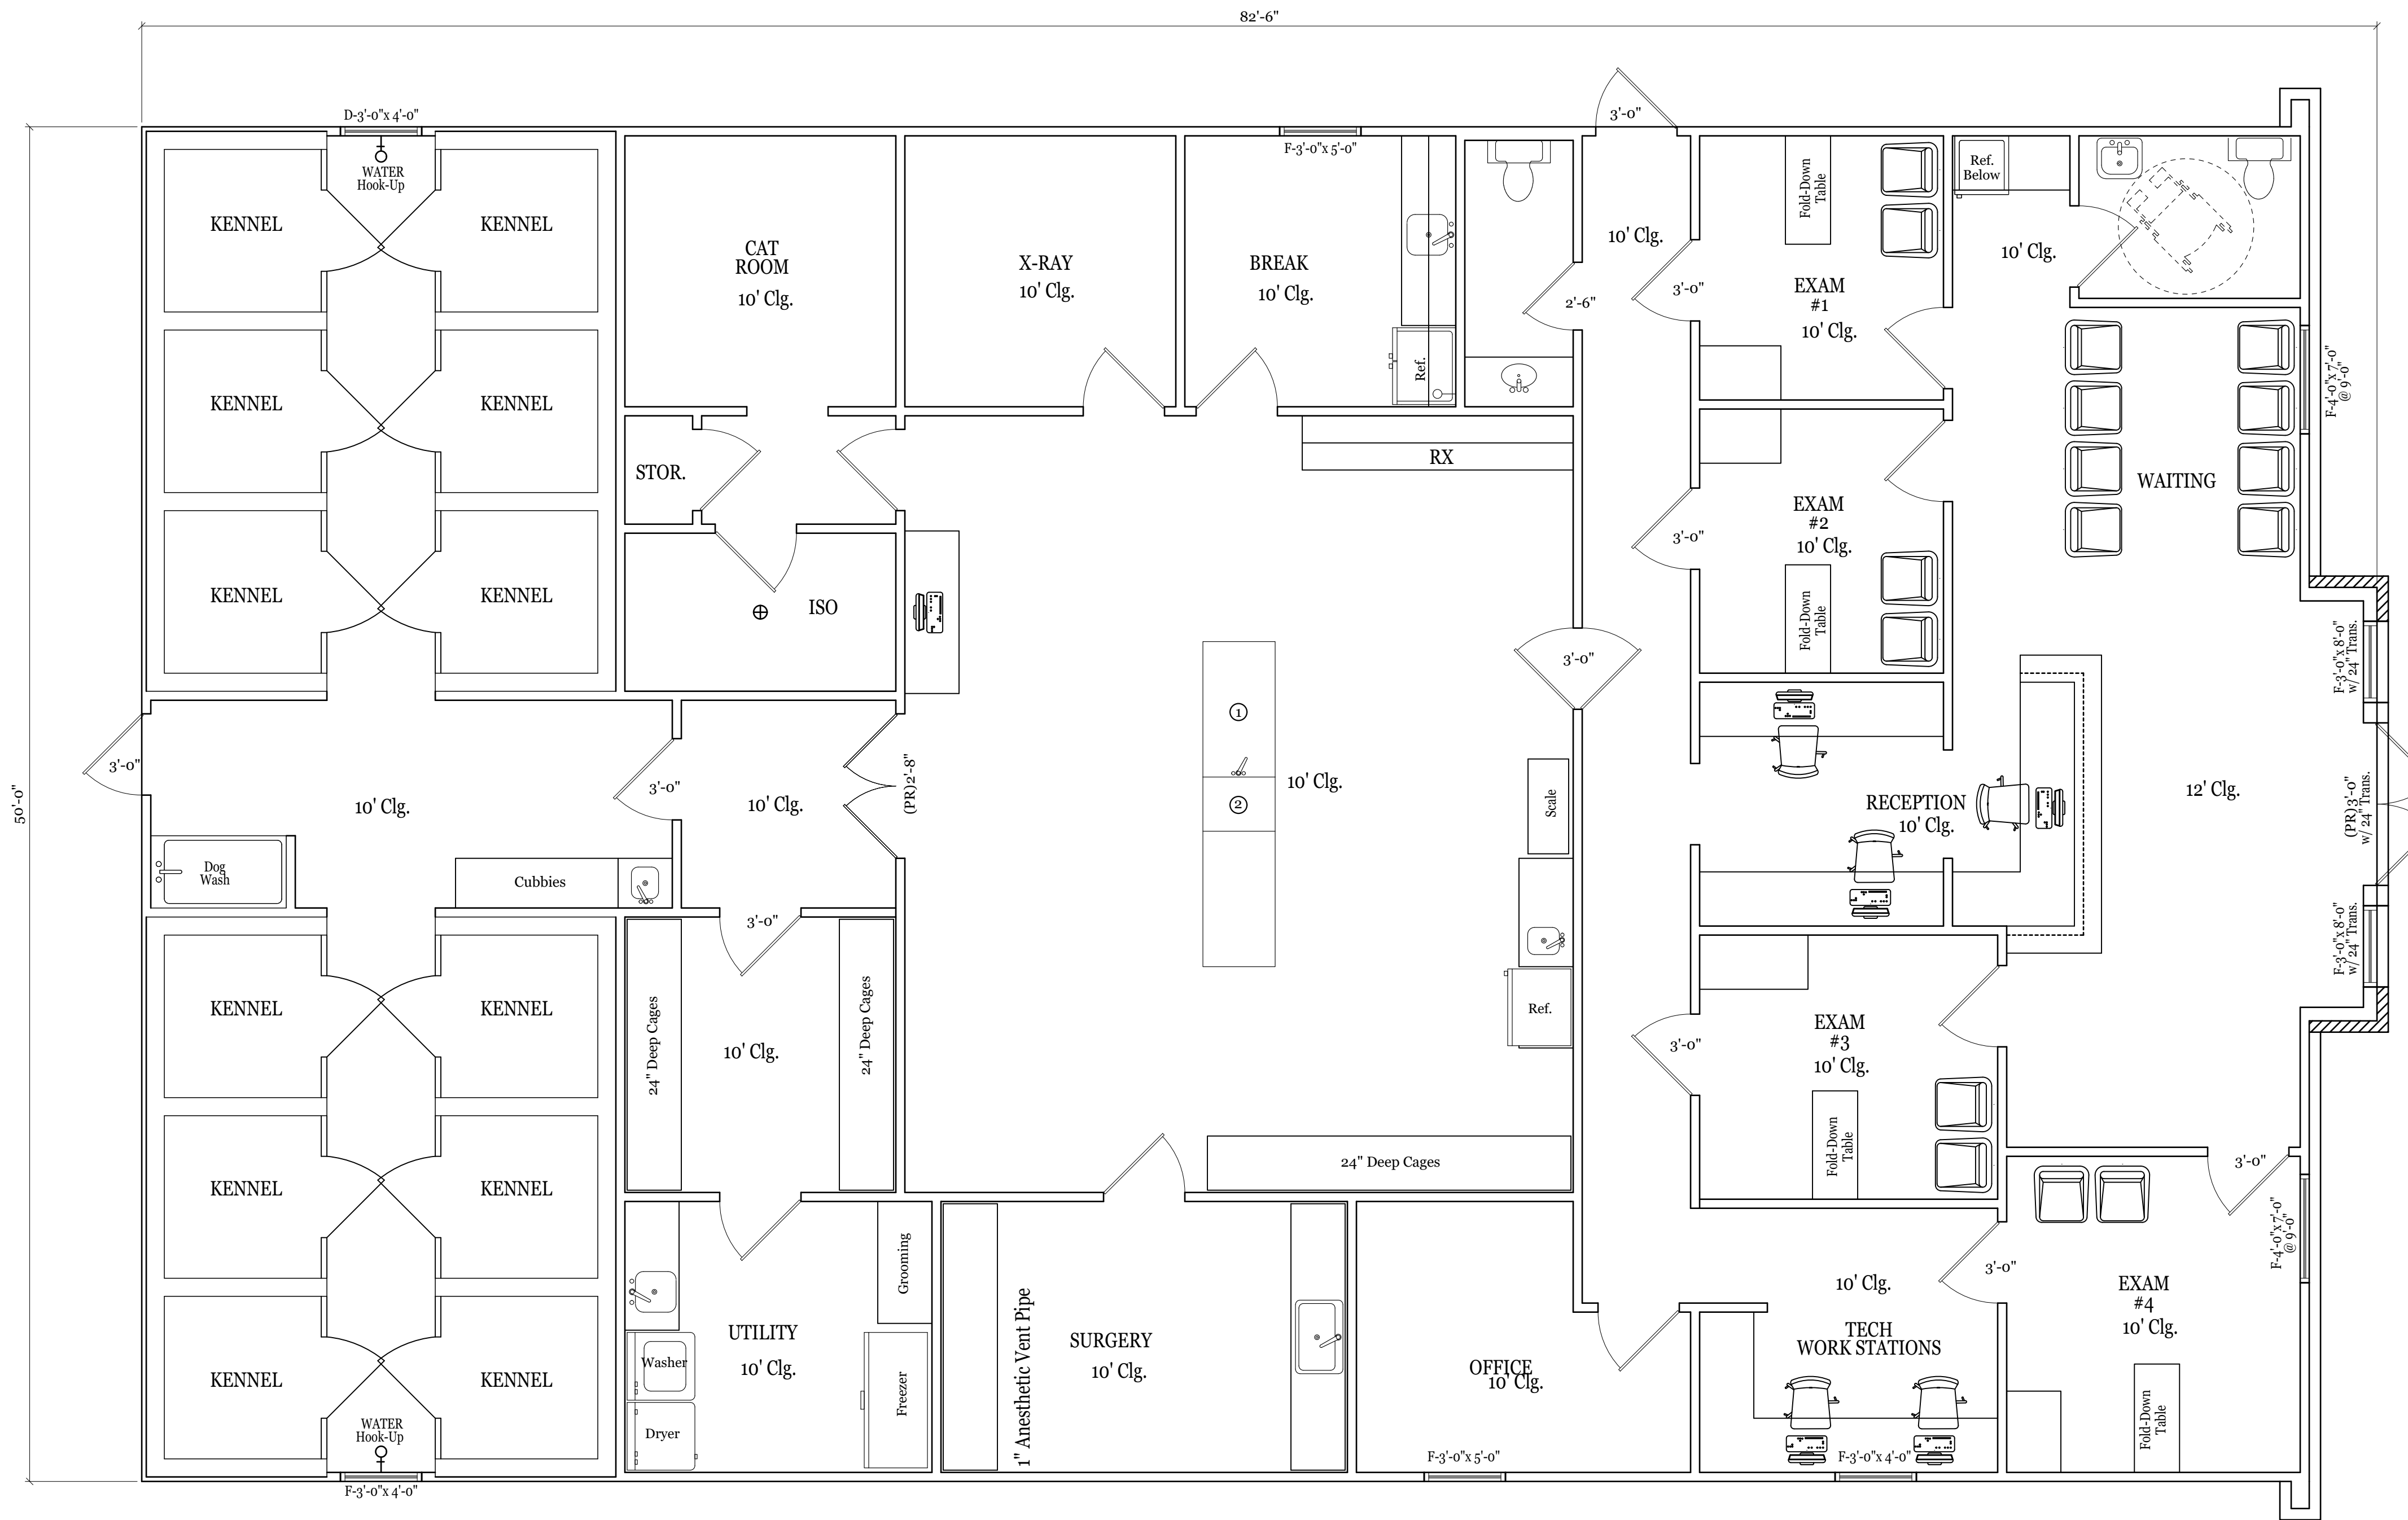 82'-6"
D-3'-0"x 4'-0"
3'-0"
WATER
Hook-Up
F-3'-0"x 5'-0"
Fold-Down
Table
Ref.
Below
KENNEL
KENNEL
CAT
ROOM
10' Clg.
X-RAY
10' Clg.
BREAK
10' Clg.
10' Clg.
10' Clg.
3'-0"
2'-6"
EXAM
#1
10' Clg.
Ref.
F-4'-0"x 7'-0"
@ 9'-0"
KENNEL
KENNEL
STOR.
RX
WAITING
EXAM
#2
10' Clg.
3'-0"
KENNEL
KENNEL
ISO
Fold-Down
Table
3'-0"
F-3'-0"x 8'-0"
w/ 24" Trans.
1
50'-0"
3'-0"
10' Clg.
3'-0"
10' Clg.
(PR)2'-8"
10' Clg.
2
Scale
RECEPTION
10' Clg.
12' Clg.
(PR)3'-0"
w/ 24" Trans.
Dog
Wash
Cubbies
3'-0"
F-3'-0"x 8'-0"
w/ 24" Trans.
KENNEL
KENNEL
24" Deep Cages
10' Clg.
24" Deep Cages
Ref.
3'-0"
EXAM
#3
10' Clg.
Fold-Down
Table
KENNEL
KENNEL
24" Deep Cages
3'-0"
F-4'-0"x 7'-0"
@ 9'-0"
Grooming
3'-0"
10' Clg.
EXAM
#4
10' Clg.
UTILITY
10' Clg.
1" Anesthetic Vent Pipe
SURGERY
10' Clg.
OFFICE
10' Clg.
TECH
WORK STATIONS
Washer
KENNEL
KENNEL
Freezer
Dryer
Fold-Down
Table
WATER
Hook-Up
F-3'-0"x 5'-0"
F-3'-0"x 4'-0"
F-3'-0"x 4'-0"